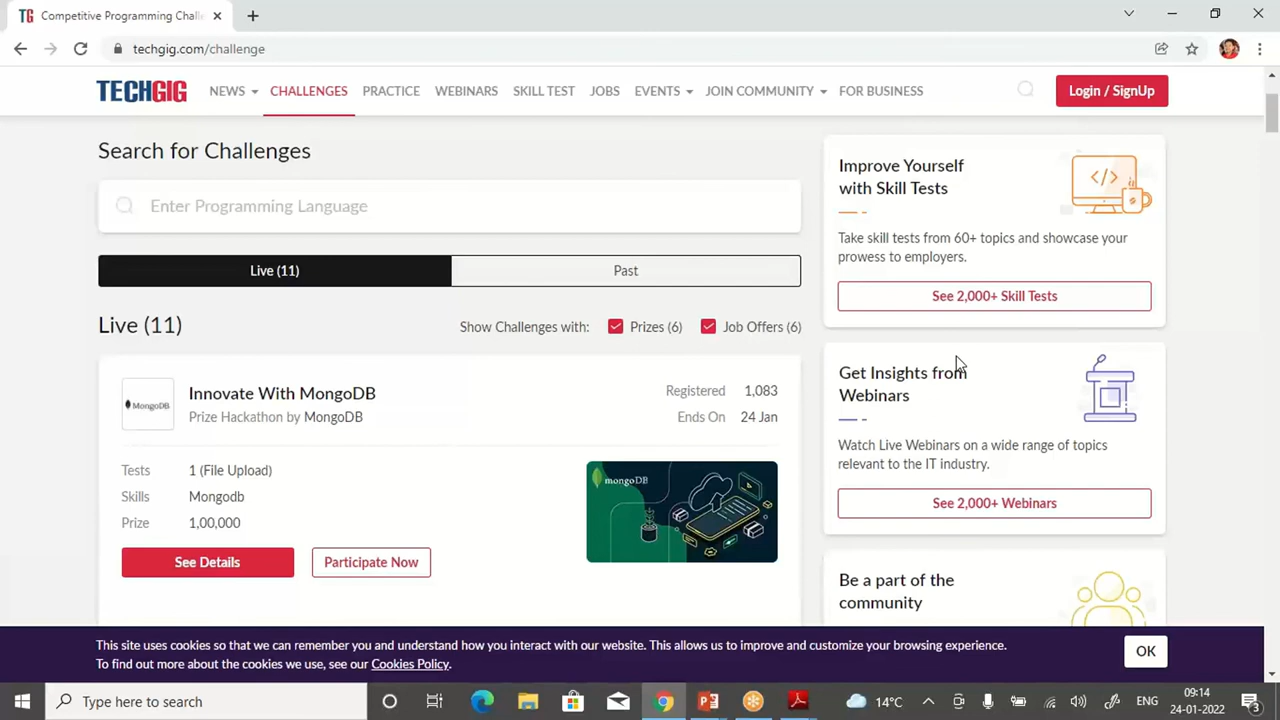 TG Competitive Programming Chall
techgig.com/challenge
TECHGIG NEWS CHALLENGES PRACTICE WEBINARS SKILL TEST JOBS EVENTS JOIN COMMUNITY FOR BUSINESS Login / SignUp
Search for Challenges
Enter Programming Language
Live (11) Past
Live (11) Show Challenges with: Prizes (6) Job Offers (6)
MongoDB
Innovate With MongoDB Registered 1,083
Prize Hackathon by MongoDB Ends On 24 Jan
Tests 1 (File Upload)
mongoDB
Skills Mongodb
Prize 1,00,000
See Details Participate Now
Improve Yourself
with Skill Tests
</>
Take skill tests from 60+ topics and showcase your
prowess to employers.
See 2,000+ Skill Tests
Get Insights from
Webinars
Watch Live Webinars on a wide range of topics
relevant to the IT industry.
See 2,000+ Webinars
Be a part of the
community
This site uses cookies so that we can remember you and understand how you interact with our website. This allows us to improve and customize your browsing experience.
To find out more about the cookies we use, see our Cookies Policy.
OK
Type here to search
14°C
ENG
09:14
24-01-2022
3